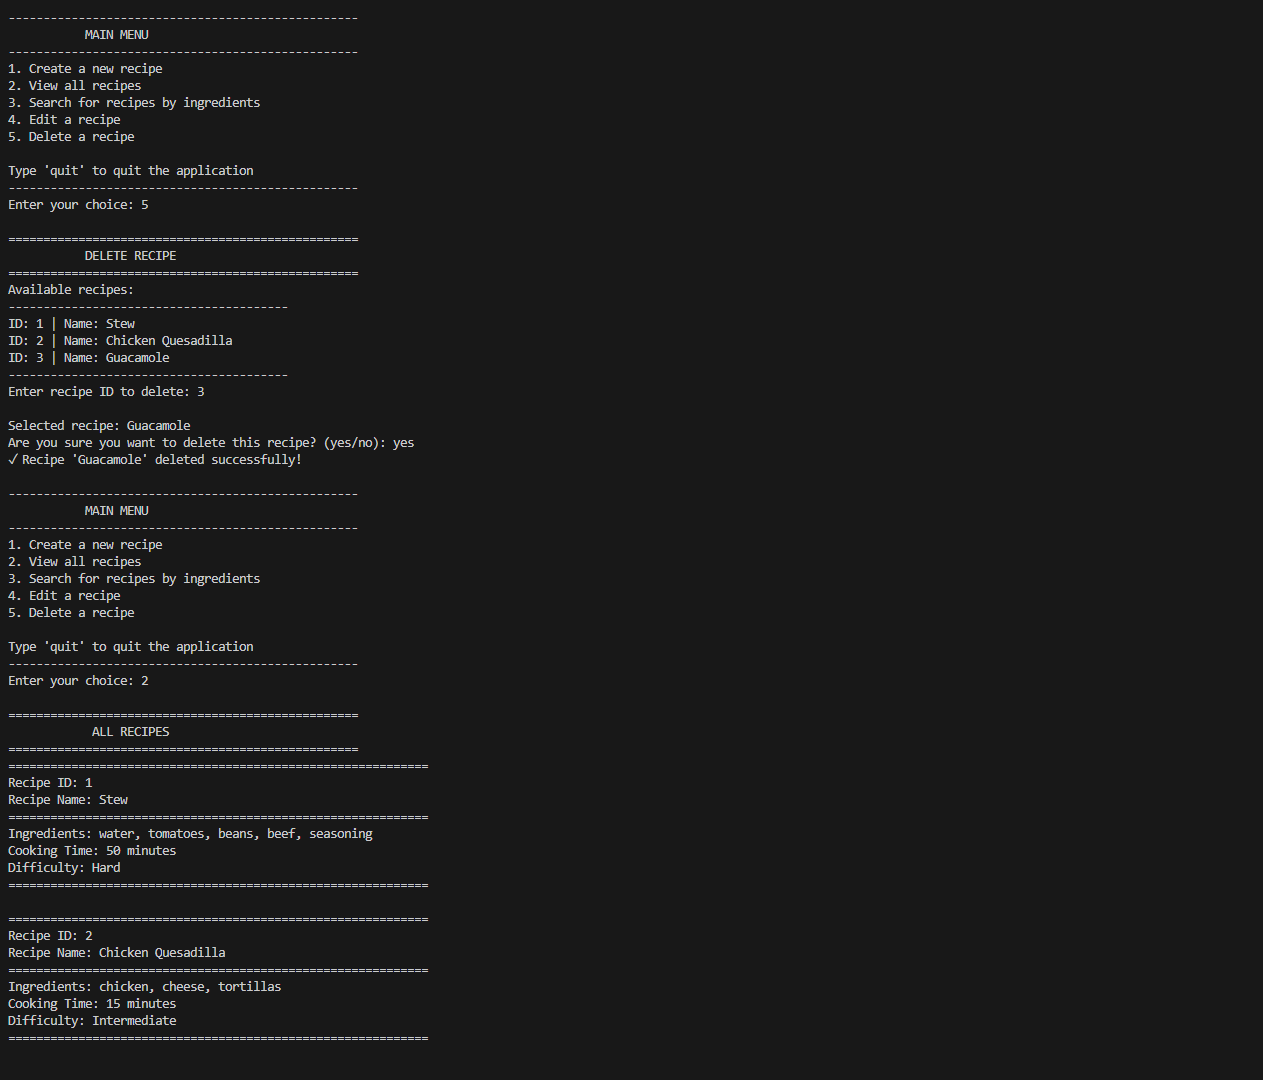 --------------------------------------------------
           MAIN MENU
--------------------------------------------------
1. Create a new recipe
2. View all recipes
3. Search for recipes by ingredients
4. Edit a recipe
5. Delete a recipe

Type 'quit' to quit the application
--------------------------------------------------
Enter your choice: 5

==================================================
           DELETE RECIPE
==================================================
Available recipes:
----------------------------------------
ID: 1 | Name: Stew
ID: 2 | Name: Chicken Quesadilla
ID: 3 | Name: Guacamole
----------------------------------------
Enter recipe ID to delete: 3

Selected recipe: Guacamole
Are you sure you want to delete this recipe? (yes/no): yes
✓ Recipe 'Guacamole' deleted successfully!

--------------------------------------------------
           MAIN MENU
--------------------------------------------------
1. Create a new recipe
2. View all recipes
3. Search for recipes by ingredients
4. Edit a recipe
5. Delete a recipe

Type 'quit' to quit the application
--------------------------------------------------
Enter your choice: 2

==================================================
            ALL RECIPES
==================================================
============================================================
Recipe ID: 1
Recipe Name: Stew
============================================================
Ingredients: water, tomatoes, beans, beef, seasoning
Cooking Time: 50 minutes
Difficulty: Hard
============================================================

============================================================
Recipe ID: 2
Recipe Name: Chicken Quesadilla
============================================================
Ingredients: chicken, cheese, tortillas
Cooking Time: 15 minutes
Difficulty: Intermediate
============================================================